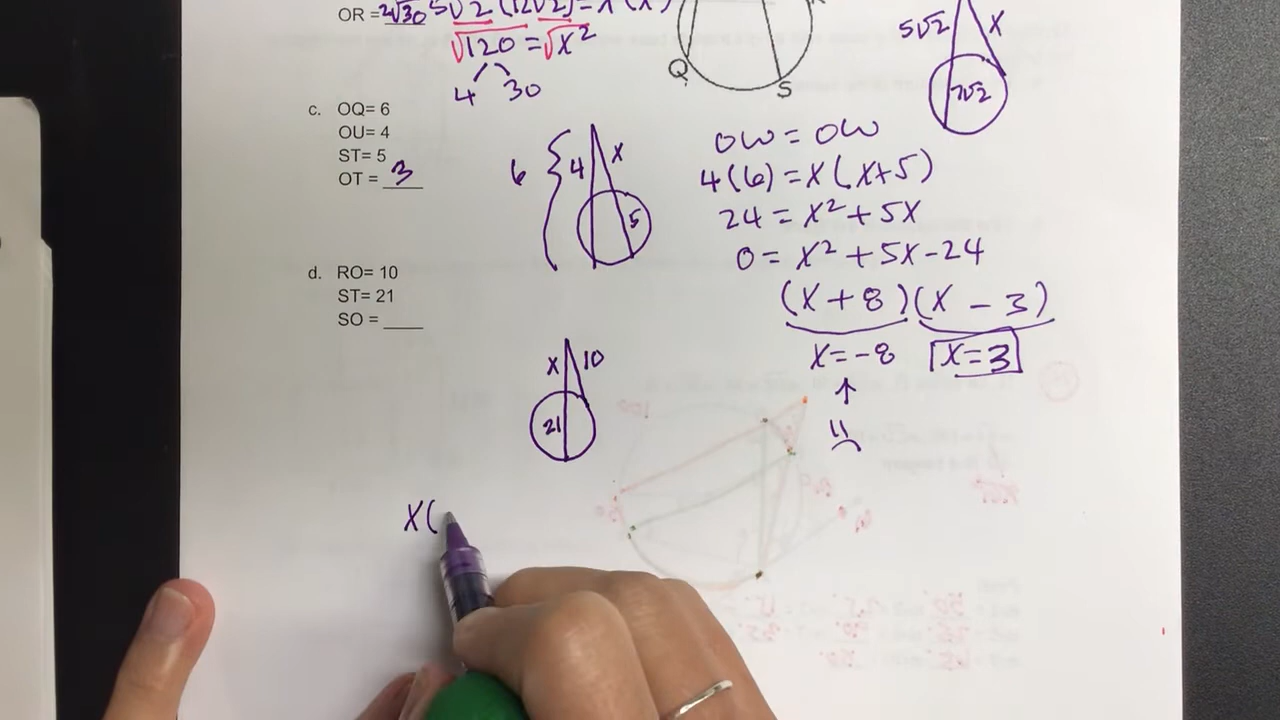 OR = 2√30 5√2 (12√2) = x (x)
√120 = √x²
4 30
Q
S
5√2 x
7√2
c. OQ= 6
OU= 4
ST= 5
OT = 3
6 4 x
5
OW = OW
4(6) = x(x+5)
24 = x² + 5x
0 = x² + 5x - 24
(x + 8)(x - 3)
x = -8 x = 3
d. RO= 10
ST= 21
SO = ____
x 10
21
x(